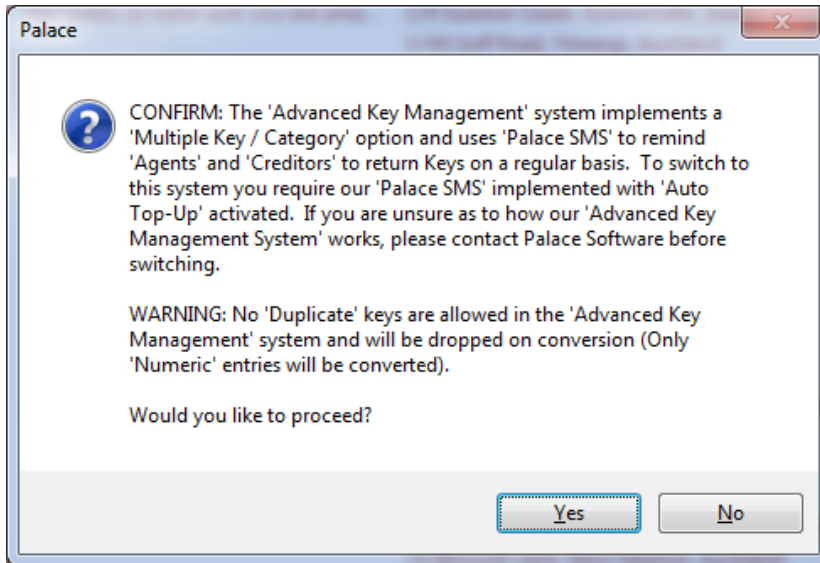 Palace
CONFIRM: The 'Advanced Key Management' system implements a
'Multiple Key / Category' option and uses 'Palace SMS' to remind
'Agents' and 'Creditors' to return Keys on a regular basis.  To switch to
this system you require our 'Palace SMS' implemented with 'Auto
Top-Up' activated.  If you are unsure as to how our 'Advanced Key
Management System' works, please contact Palace Software before
switching.
WARNING: No 'Duplicate' keys are allowed in the 'Advanced Key
Management' system and will be dropped on conversion (Only
'Numeric' entries will be converted).
Would you like to proceed?
Yes No